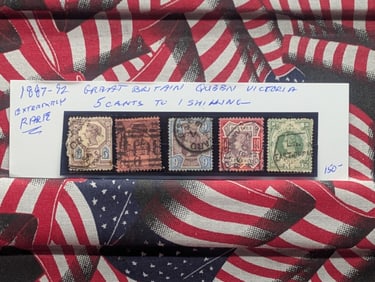 1887-92 GREAT BRITAIN QUEEN VICTORIA
5 CANTS TO 1 SHILLING
EXTREMELY
RARE
150-